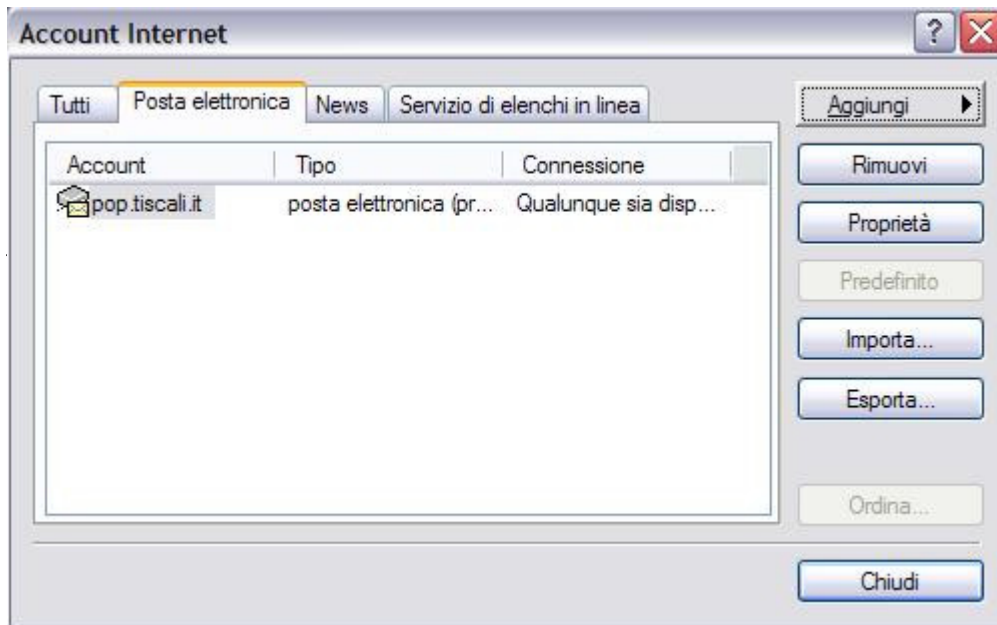 Account Internet
?
Tutti Posta elettronica News Servizio di elenchi in linea
Aggiungi
Account Tipo Connessione
pop.tiscali.it posta elettronica (pr... Qualunque sia disp...
Rimuovi
Proprietà
Predefinito
Importa...
Esporta...
Ordina...
Chiudi